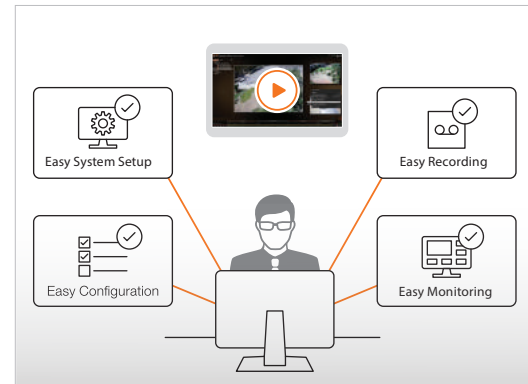 Easy System Setup
Easy Recording
Easy Configuration
Easy Monitoring